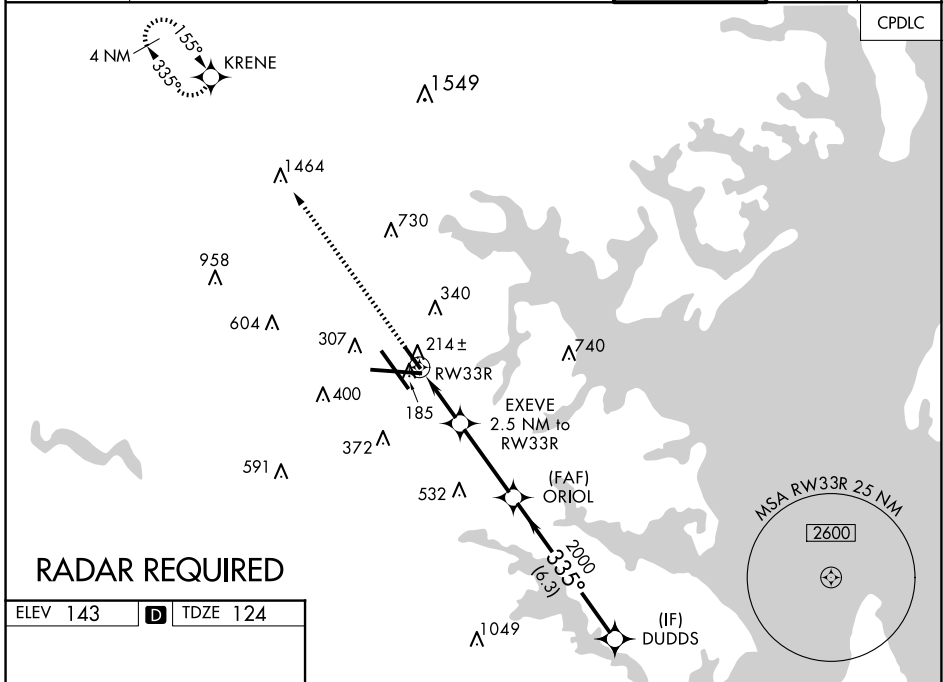 CPDLC
4 NM
155°
335°
KRENE
1549
1464
730
958
340
604
307
214±
740
RW33R
400
185
EXEVE
2.5 NM to
RW33R
372
591
(FAF)
ORIOL
532
MSA RW33R 25 NM
2600
2000
335°
(6.3)
RADAR REQUIRED
ELEV 143 D TDZE 124
1049
(IF)
DUDDS